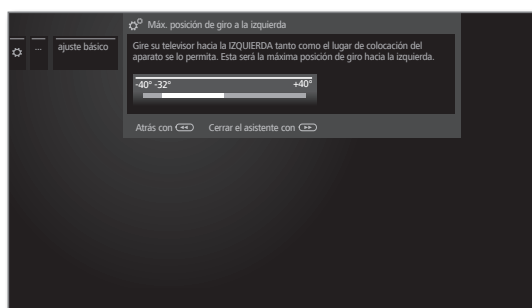 Máx. posición de giro a la izquierda
... ajuste básico
Gire su televisor hacia la IZQUIERDA tanto como el lugar de colocación del
aparato se lo permita. Esta será la máxima posición de giro hacia la izquierda.
-40° -32° +40°
Atrás con Cerrar el asistente con